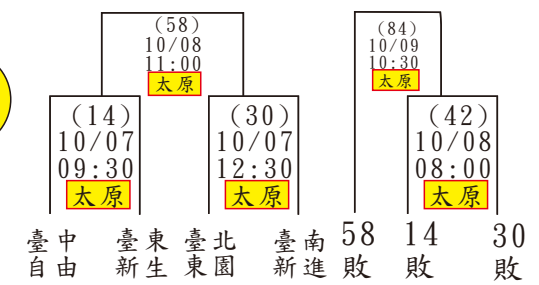 (58)
10/08
11:00
太原
(84)
10/09
10:30
太原
(14)
10/07
09:30
太原
(30)
10/07
12:30
太原
(42)
10/08
08:00
太原
臺中
自由
臺東
新生
臺北
東園
臺南
新進
58
敗
14
敗
30
敗